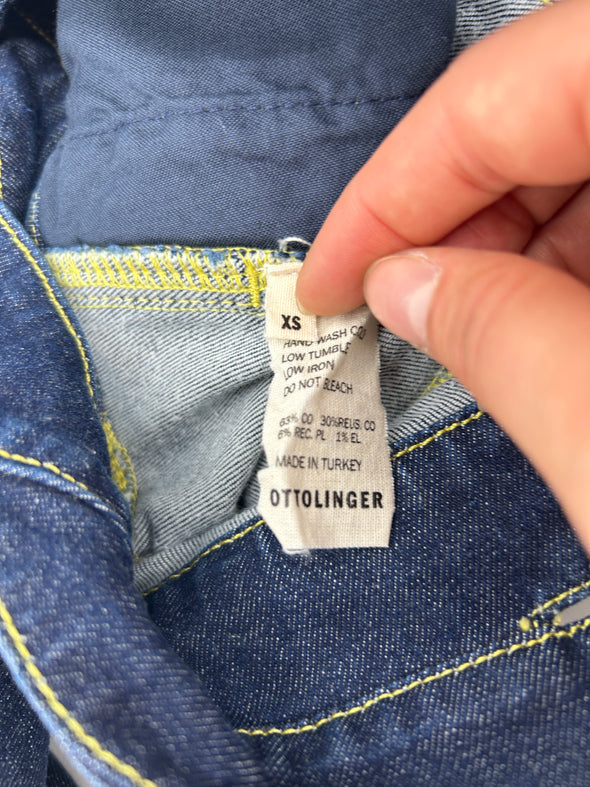 XS
HAND WASH
LOW TUMBLE
LOW IRON
DO NOT BLEACH
63% CO 30%REUS. CO
6% REC. PL 1% EL
MADE IN TURKEY
OTTOLINGER